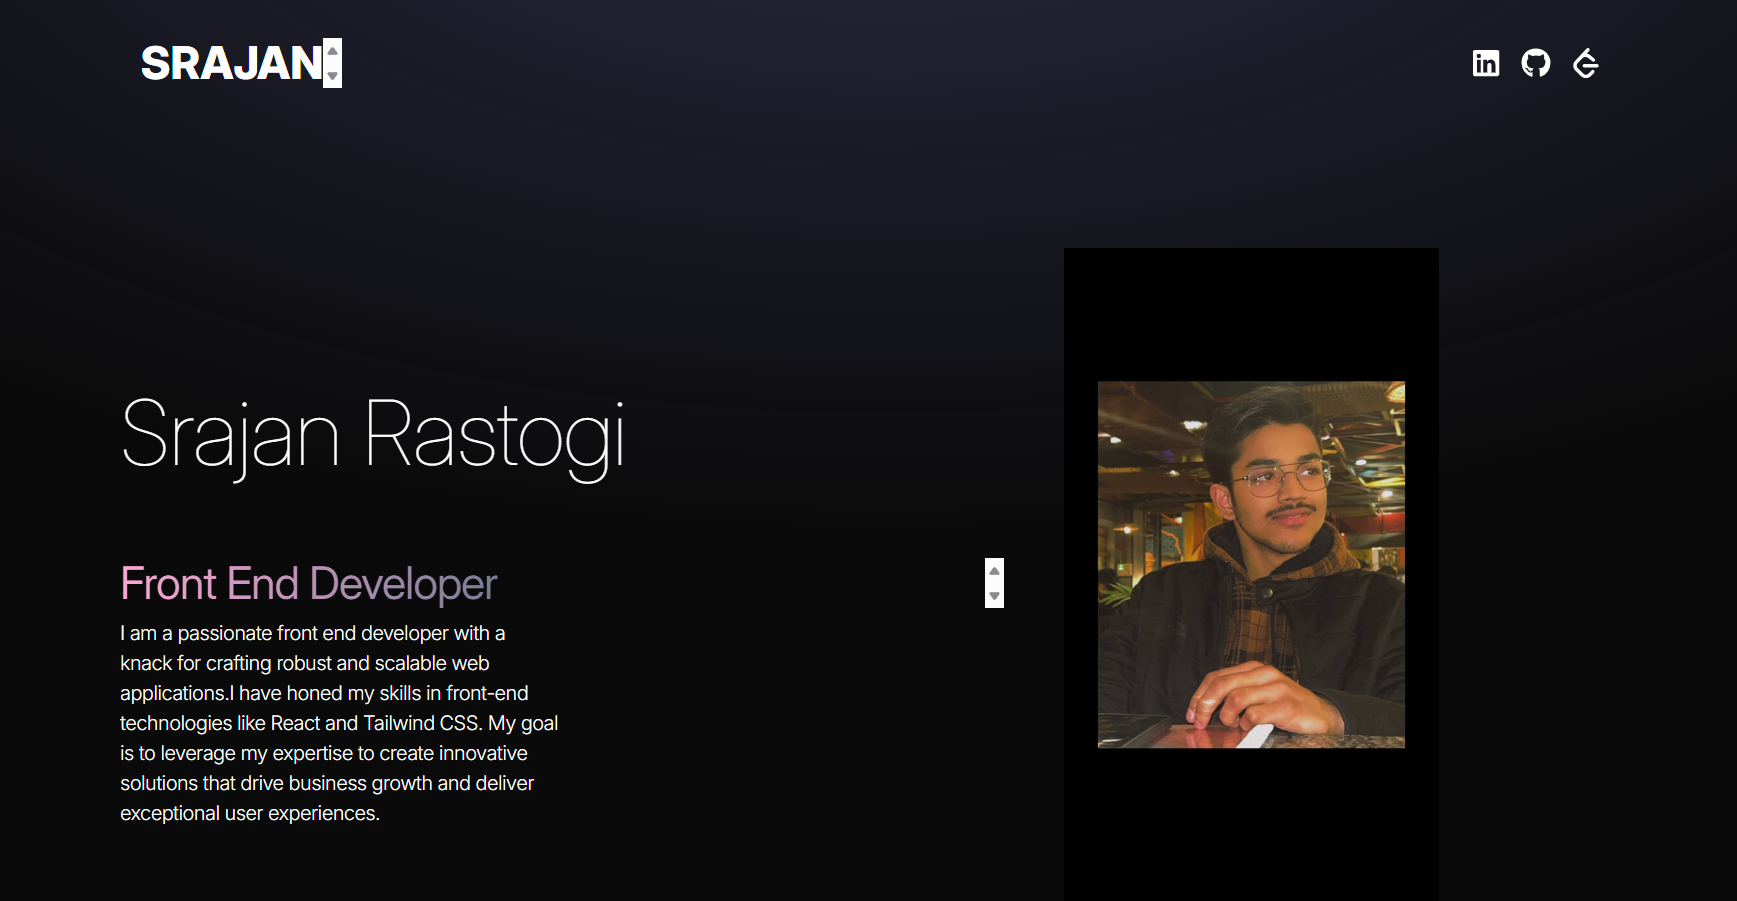 SRAJAN
in
Srajan Rastogi
Front End Developer
I am a passionate front end developer with a
knack for crafting robust and scalable web
applications.I have honed my skills in front-end
technologies like React and Tailwind CSS. My goal
is to leverage my expertise to create innovative
solutions that drive business growth and deliver
exceptional user experiences.